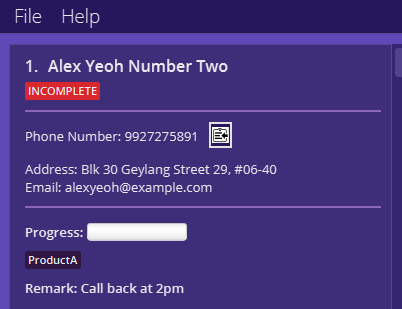 File Help
1. Alex Yeoh Number Two
INCOMPLETE
Phone Number: 9927275891
Address: Blk 30 Geylang Street 29, #06-40
Email: alexyeoh@example.com
Progress:
ProductA
Remark: Call back at 2pm